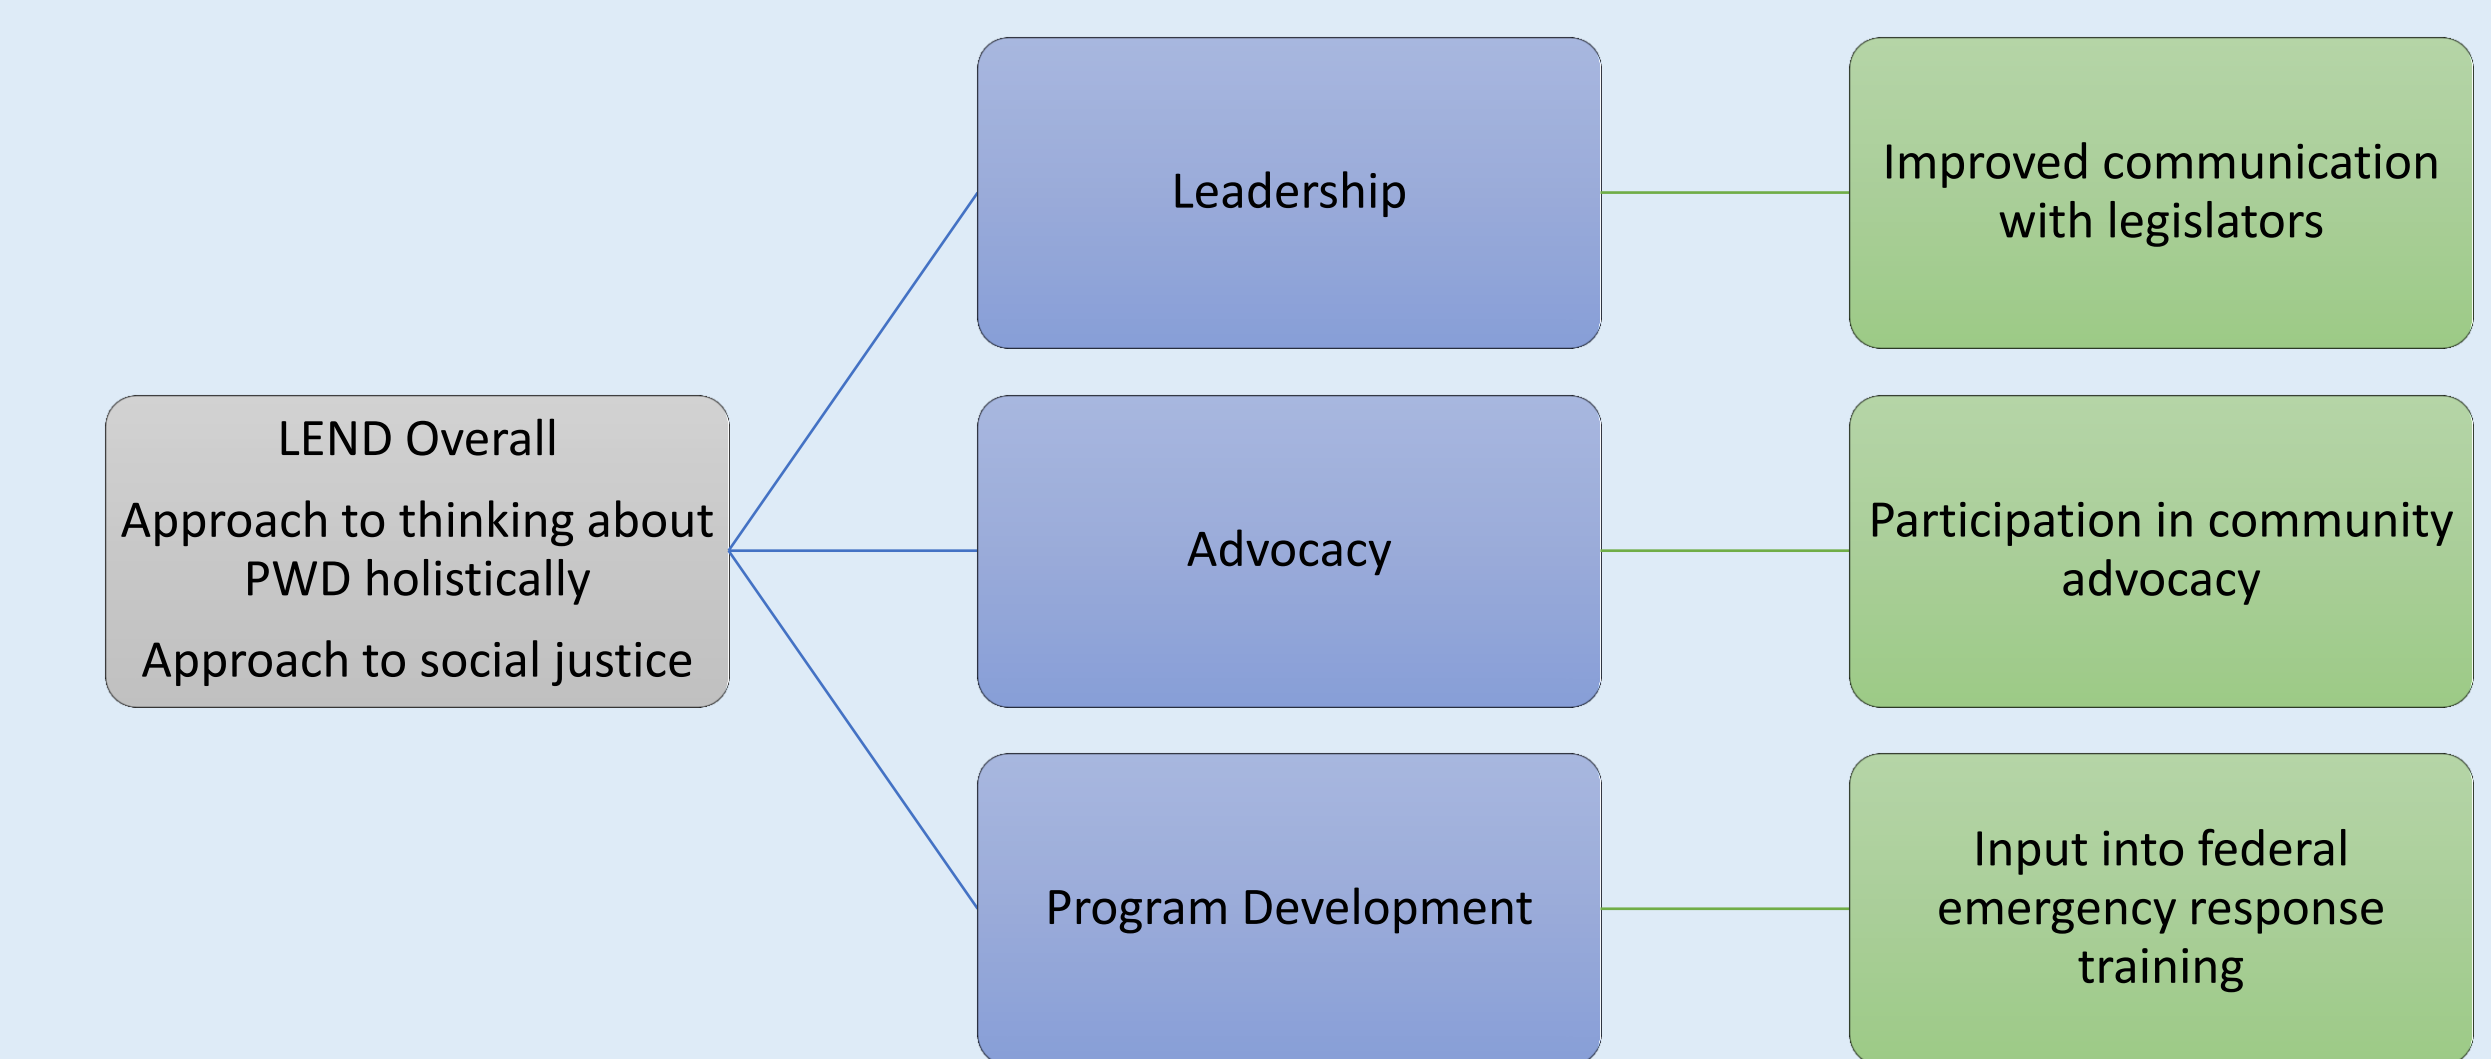 LEND Overall
Approach to thinking about
PWD holistically
Approach to social justice
Leadership
Improved communication
with legislators
Advocacy
Participation in community
advocacy
Program Development
Input into federal
emergency response
training